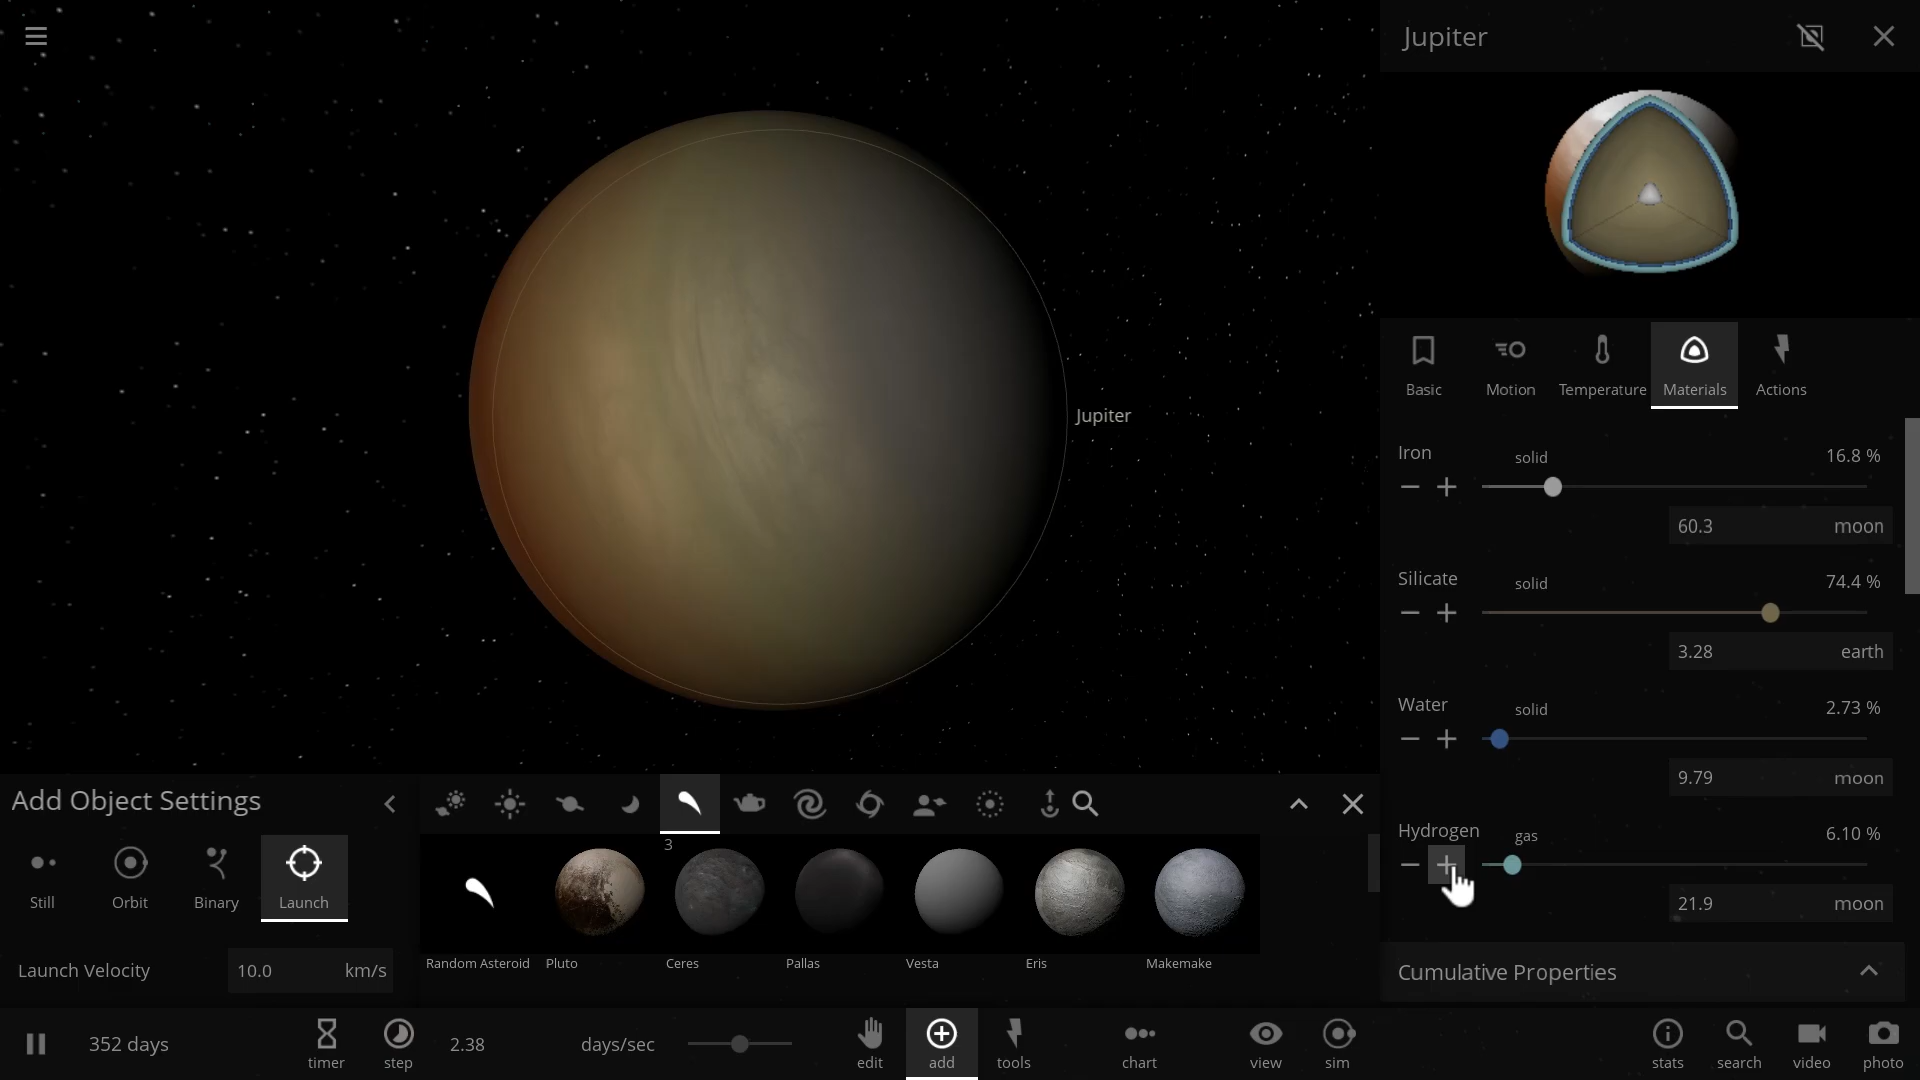 Jupiter
Jupiter
Basic
Motion
Temperature
Materials
Actions
Iron
solid
16.8 %
60.3 moon
Silicate
solid
74.4 %
3.28 earth
Water
solid
2.73 %
9.79 moon
Hydrogen
gas
6.10 %
21.9 moon
Cumulative Properties
Add Object Settings
Still
Orbit
Binary
Launch
Launch Velocity
10.0 km/s
3
Random Asteroid
Pluto
Ceres
Pallas
Vesta
Eris
Makemake
352 days
timer
step
2.38 days/sec
edit
add
tools
chart
view
sim
stats
search
video
photo